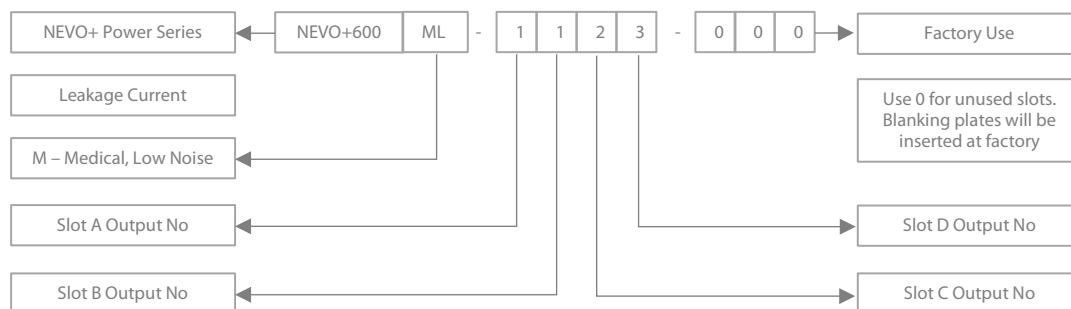 NEVO+ Power Series
NEVO+600 ML - 1 1 2 3 - 0 0 0
Factory Use
Leakage Current
Use 0 for unused slots.
Blanking plates will be
inserted at factory
M – Medical, Low Noise
Slot A Output No
Slot D Output No
Slot B Output No
Slot C Output No